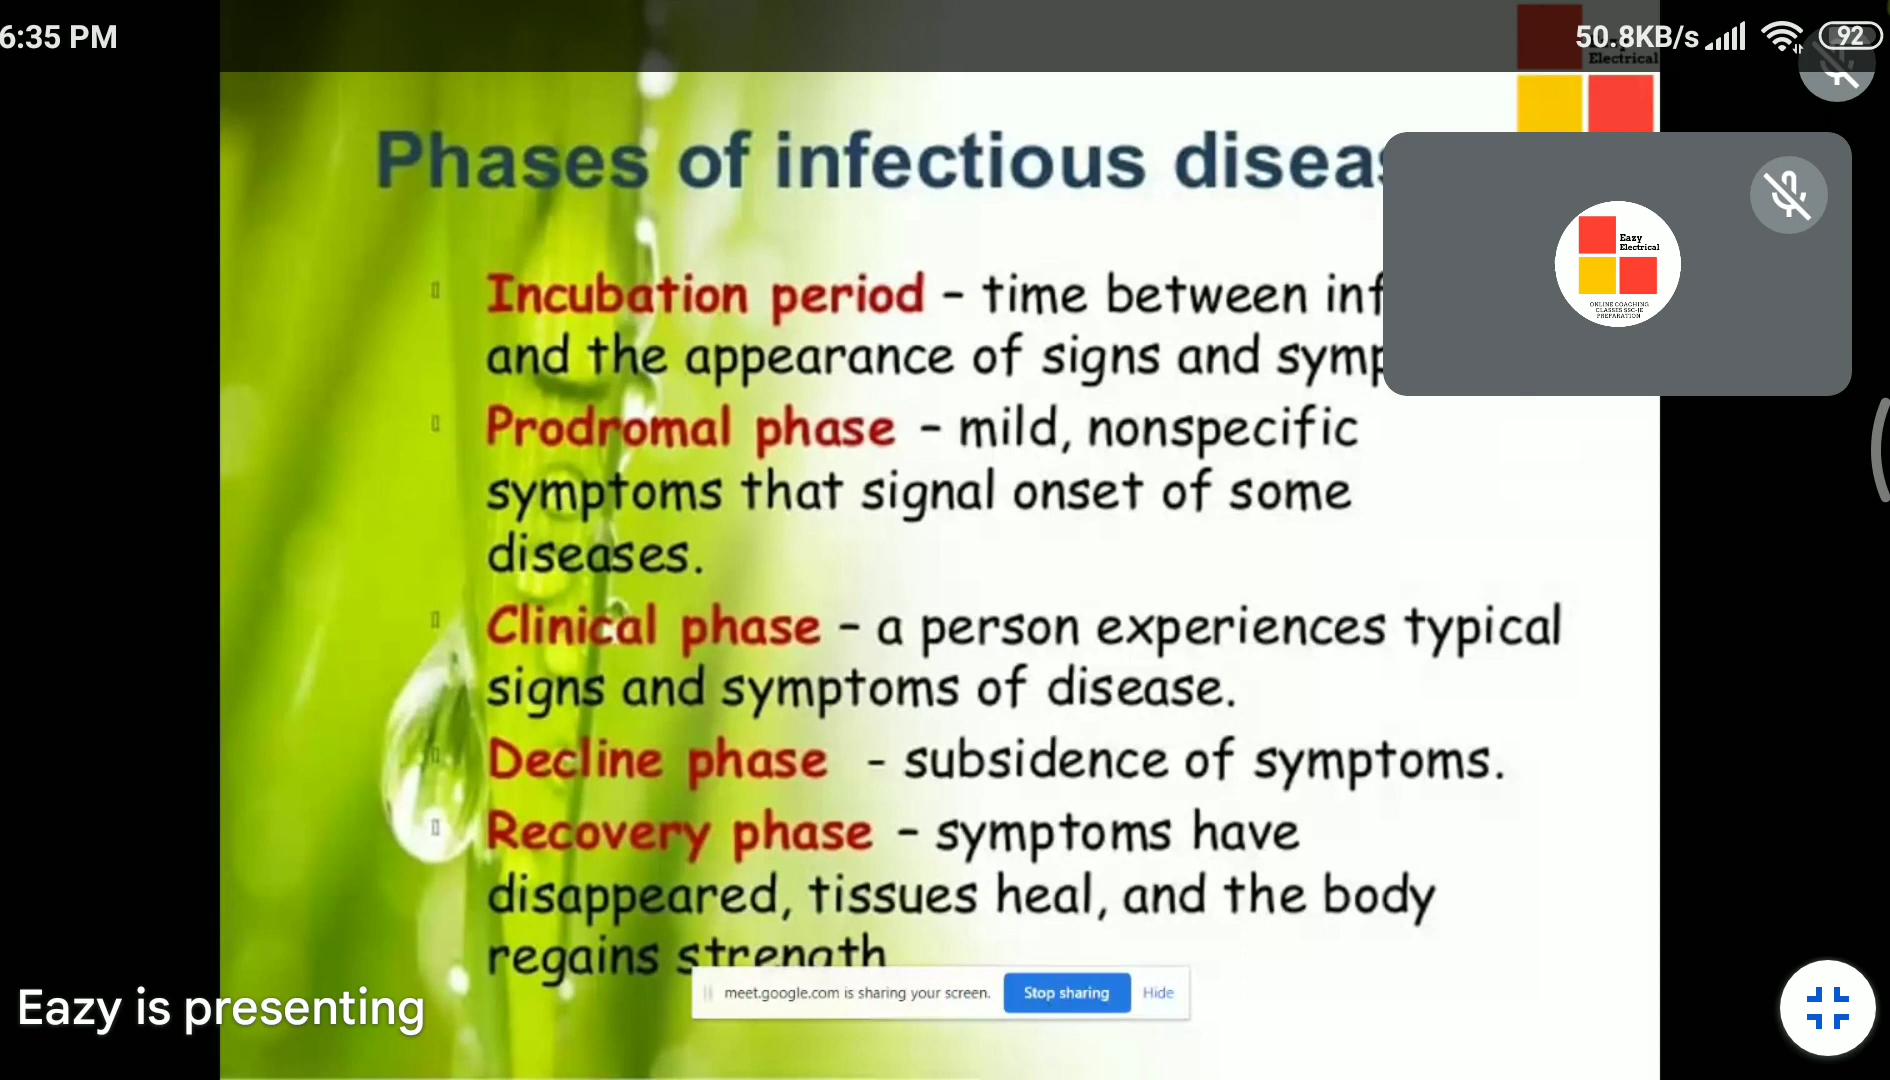 6:35 PM
50.8KB/s
92
Electrical
Phases of infectious
Eazy
Electrical
ONLINE COACHING
CLASSES SSC-JE
PREPARATION
Incubation period – time between
and the appearance of signs and
Prodromal phase – mild, nonspecific
symptoms that signal onset of some
diseases.
Clinical phase – a person experiences typical
signs and symptoms of disease.
Decline phase - subsidence of symptoms.
Recovery phase – symptoms have
disappeared, tissues heal, and the body
regains strength
meet.google.com is sharing your screen.
Stop sharing
Hide
Eazy is presenting